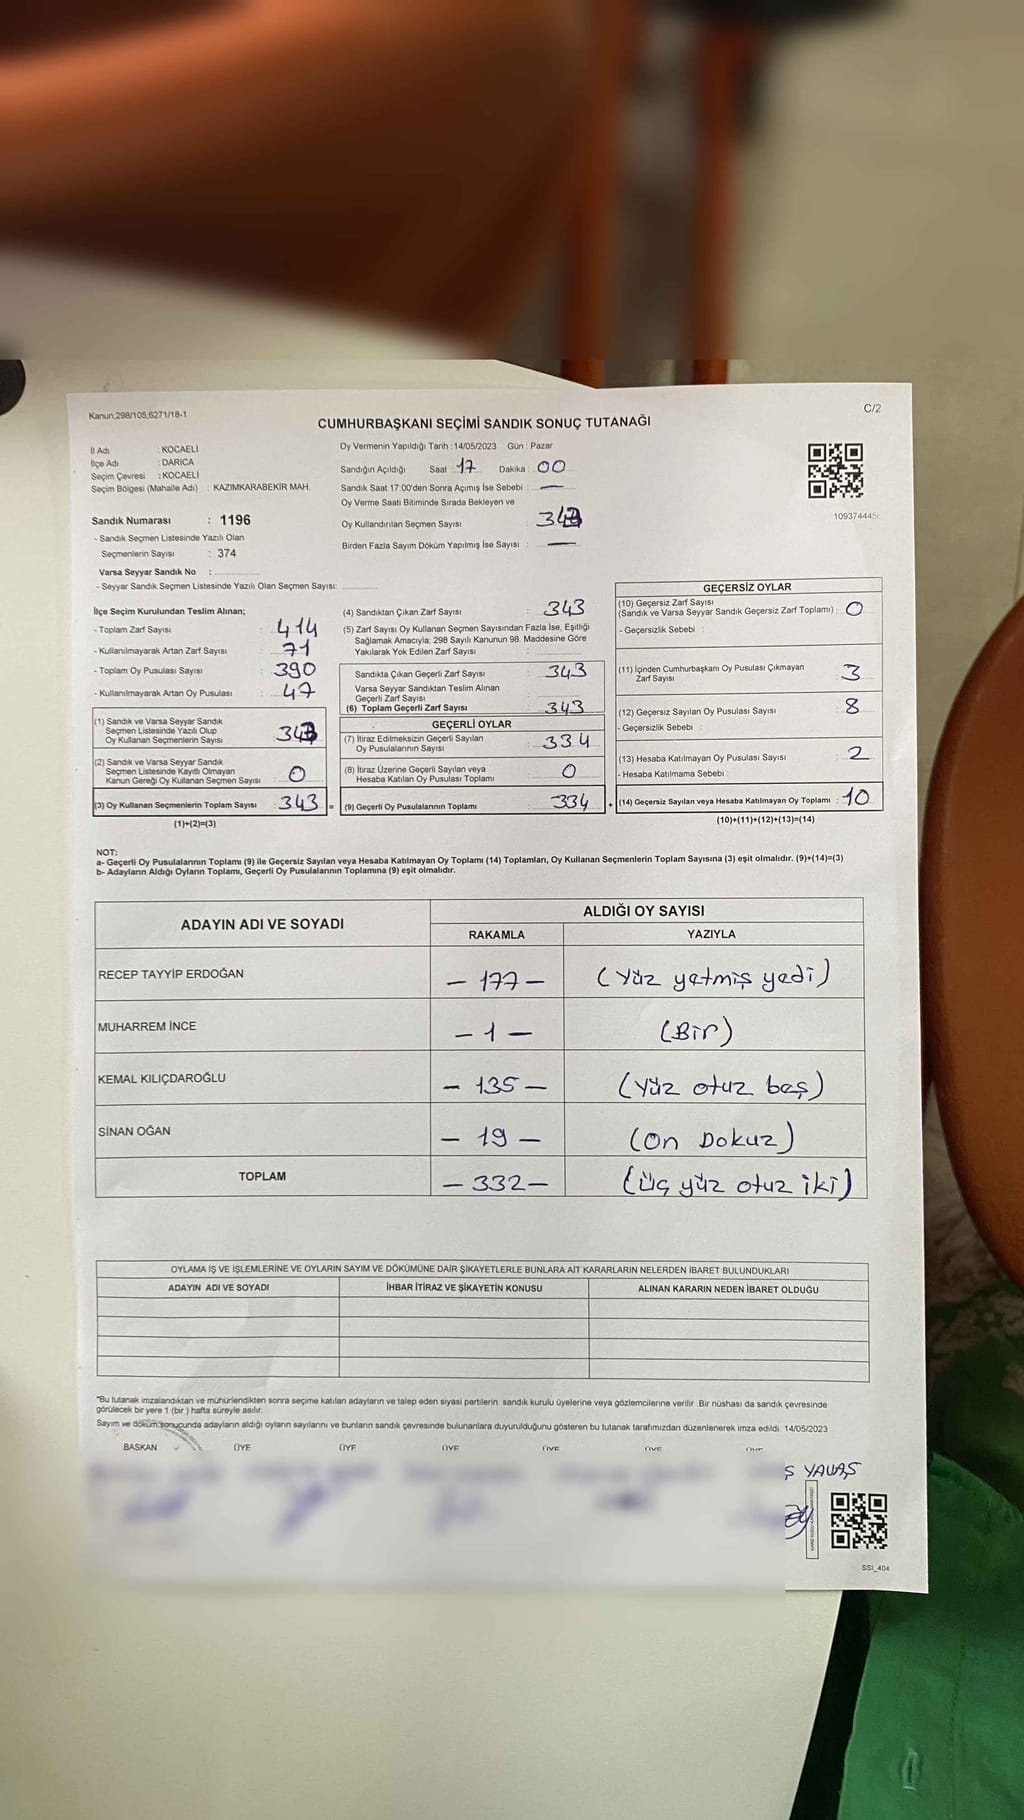 Kanun;298/105;6271/18-1
C/2
CUMHURBAŞKANI SEÇİMİ SANDIK SONUÇ TUTANAĞI
İl Adı : KOCAELİ
İlçe Adı : DARICA
Seçim Çevresi : KOCAELİ
Seçim Bölgesi (Mahalle Adı) : KAZIMKARABEKİR MAH.
Sandık Numarası : 1196
- Sandık Seçmen Listesinde Yazılı Olan
Seçmenlerin Sayısı : 374
Varsa Seyyar Sandık No :
- Seyyar Sandık Seçmen Listesinde Yazılı Olan Seçmen Sayısı:
Oy Vermenin Yapıldığı Tarih : 14/05/2023 Gün : Pazar
Sandığın Açıldığı Saat 17 Dakika : 00
Sandık Saat 17:00'den Sonra Açımış İse Sebebi : —
Oy Verme Saati Bitiminde Sırada Bekleyen ve
Oy Kullandırılan Seçmen Sayısı : 343
Birden Fazla Sayım Döküm Yapılmış İse Sayısı : —
109374445
İlçe Seçim Kurulundan Teslim Alınan;
- Toplam Zarf Sayısı : 414
- Kullanılmayarak Artan Zarf Sayısı : 71
- Toplam Oy Pusulası Sayısı : 390
- Kullanılmayarak Artan Oy Pusulası : 47
(1) Sandık ve Varsa Seyyar Sandık
Seçmen Listesinde Yazılı Olup
Oy Kullanan Seçmenlerin Sayısı : 343
(2) Sandık ve Varsa Seyyar Sandık
Seçmen Listesinde Kayıtlı Olmayan
Kanun Gereği Oy Kullanan Seçmen Sayısı : 0
(3) Oy Kullanan Seçmenlerin Toplam Sayısı : 343 =
(1)+(2)=(3)
(4) Sandıktan Çıkan Zarf Sayısı : 343
(5) Zarf Sayısı Oy Kullanan Seçmen Sayısından Fazla İse, Eşitliği
Sağlamak Amacıyla; 298 Sayılı Kanunun 98. Maddesine Göre
Yakılarak Yok Edilen Zarf Sayısı :
Sandıkta Çıkan Geçerli Zarf Sayısı : 343
Varsa Seyyar Sandıktan Teslim Alınan
Geçerli Zarf Sayısı :
(6) Toplam Geçerli Zarf Sayısı : 343
GEÇERLİ OYLAR
(7) İtiraz Edilmeksizin Geçerli Sayılan
Oy Pusulalarının Sayısı : 334
(8) İtiraz Üzerine Geçerli Sayılan veya
Hesaba Katılan Oy Pusulası Toplamı : 0
(9) Geçerli Oy Pusulalarının Toplamı : 334 +
GEÇERSİZ OYLAR
(10) Geçersiz Zarf Sayısı
(Sandık ve Varsa Seyyar Sandık Geçersiz Zarf Toplamı) : 0
- Geçersizlik Sebebi :
(11) İçinden Cumhurbaşkanı Oy Pusulası Çıkmayan
Zarf Sayısı : 3
(12) Geçersiz Sayılan Oy Pusulası Sayısı : 8
- Geçersizlik Sebebi :
(13) Hesaba Katılmayan Oy Pusulası Sayısı : 2
- Hesaba Katılmama Sebebi :
(14) Geçersiz Sayılan veya Hesaba Katılmayan Oy Toplamı : 10
(10)+(11)+(12)+(13)=(14)
NOT:
a- Geçerli Oy Pusulalarının Toplamı (9) ile Geçersiz Sayılan veya Hesaba Katılmayan Oy Toplamı (14) Toplamları, Oy Kullanan Seçmenlerin Toplam Sayısına (3) eşit olmalıdır. (9)+(14)=(3)
b- Adayların Aldığı Oyların Toplamı, Geçerli Oy Pusulalarının Toplamına (9) eşit olmalıdır.
ADAYIN ADI VE SOYADI
ALDIĞI OY SAYISI
RAKAMLA YAZIYLA
RECEP TAYYİP ERDOĞAN – 177 – (Yüz yetmiş yedi)
MUHARREM İNCE – 1 – (Bir)
KEMAL KILIÇDAROĞLU – 135 – (Yüz otuz beş)
SİNAN OĞAN – 19 – (On Dokuz)
TOPLAM – 332 – (üç yüz otuz iki)
OYLAMA İŞ VE İŞLEMLERİNE VE OYLARIN SAYIM VE DÖKÜMÜNE DAİR ŞİKAYETLERLE BUNLARA AİT KARARLARIN NELERDEN İBARET BULUNDUKLARI
ADAYIN ADI VE SOYADI İHBAR İTİRAZ VE ŞİKAYETİN KONUSU ALINAN KARARIN NEDEN İBARET OLDUĞU
"Bu tutanak imzalandıktan ve mühürlendikten sonra seçime katılan adayların ve talep eden siyasi partilerin sandık kurulu üyelerine veya gözlemcilerine verilir. Bir nüshası da sandık çevresinde
görülecek bir yere 1 (bir ) hafta süreyle asılır.
Sayım ve döküm sonucunda adayların aldığı oyların sayılarını ve bunların sandık çevresinde bulunanlara duyurulduğunu gösteren bu tutanak tarafımızdan düzenlenerek imza edildi. 14/05/2023
BAŞKAN ÜYE ÜYE ÜYE ÜYE ÜYE
Ş YAVAŞ
SSI_404